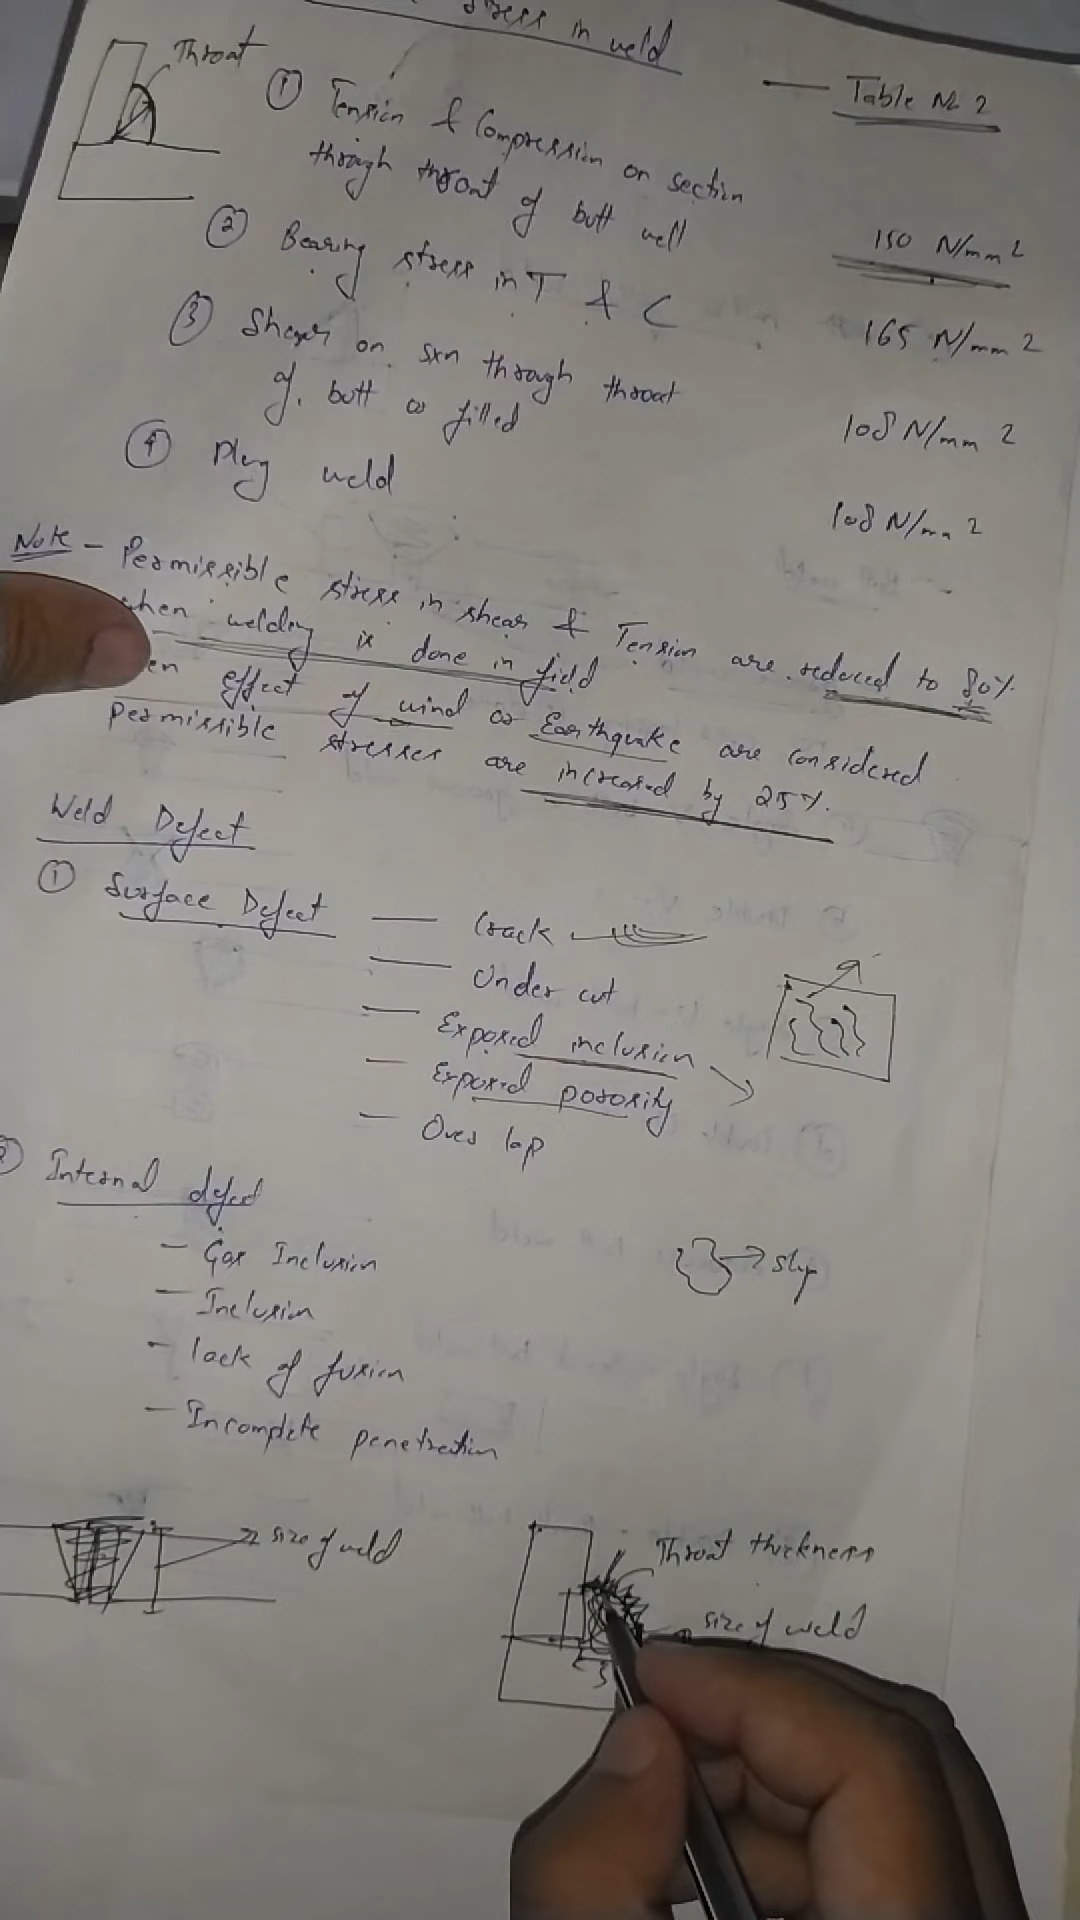 stress in weld
Table No 2
Throat
① Tension & Compression on section
through throat of butt well
150 N/mm2
② Bearing stress in T & C
165 N/mm2
③ Shear on sxn through throat
of butt or filled
108 N/mm2
④ Plug weld
108 N/mm2
Note - Permissible stress in shear & Tension are reduced to 80%
when welding is done in field
en effect of wind or Earthquake are considered
permissible stresses are increased by 25%.
Weld Defect
① Surface Defect — Crack
— Under cut
— Exposed inclusion
— Exposed porosity
— Over lap
② Internal defect
- Gas Inclusion
- Inclusion
- lack of fusion
- Incomplete penetration
size of weld
Throat thickness
size of weld